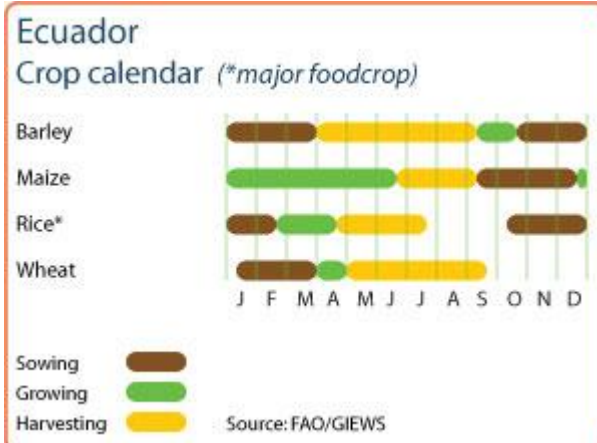 Ecuador
Crop calendar (*major foodcrop)
Barley
Maize
Rice*
Wheat
J F M A M J J A S O N D
Sowing
Growing
Harvesting
Source: FAO/GIEWS